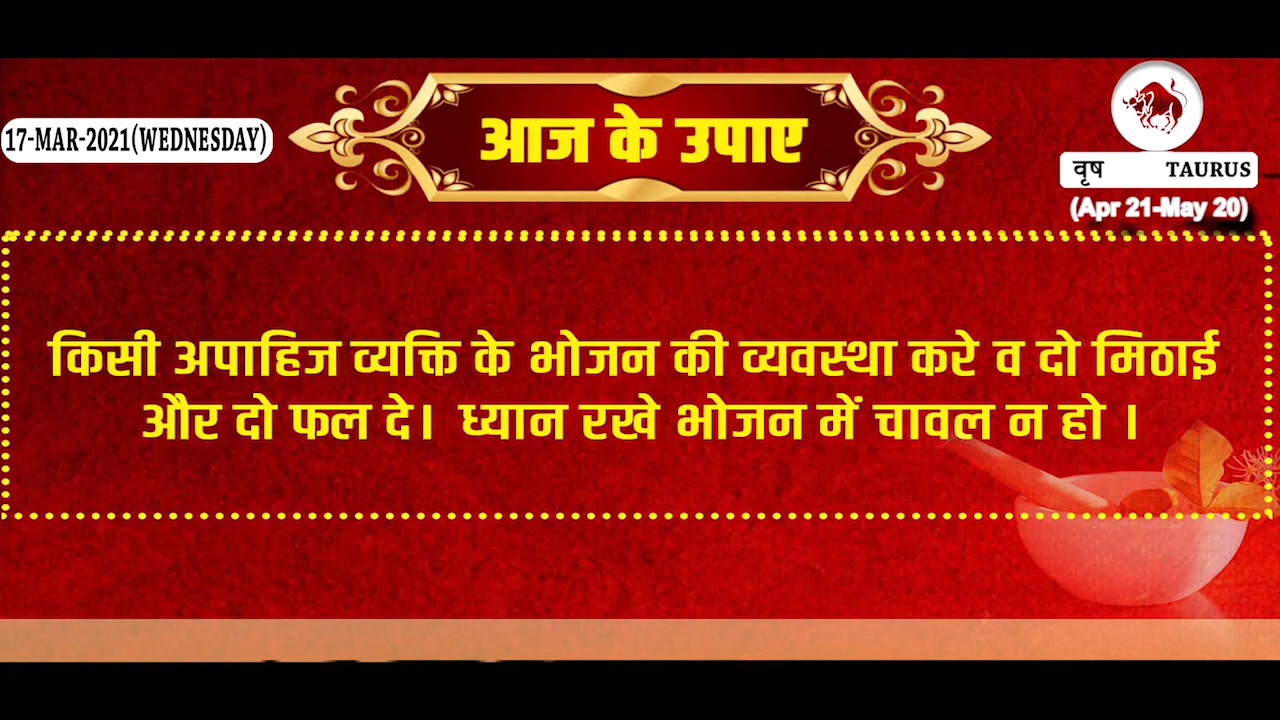 17-MAR-2021(WEDNESDAY)
आज के उपाए
वृष TAURUS
(Apr 21-May 20)
किसी अपाहिज व्यक्ति के भोजन की व्यवस्था करे व दो मिठाई
और दो फल दे। ध्यान रखे भोजन में चावल न हो ।